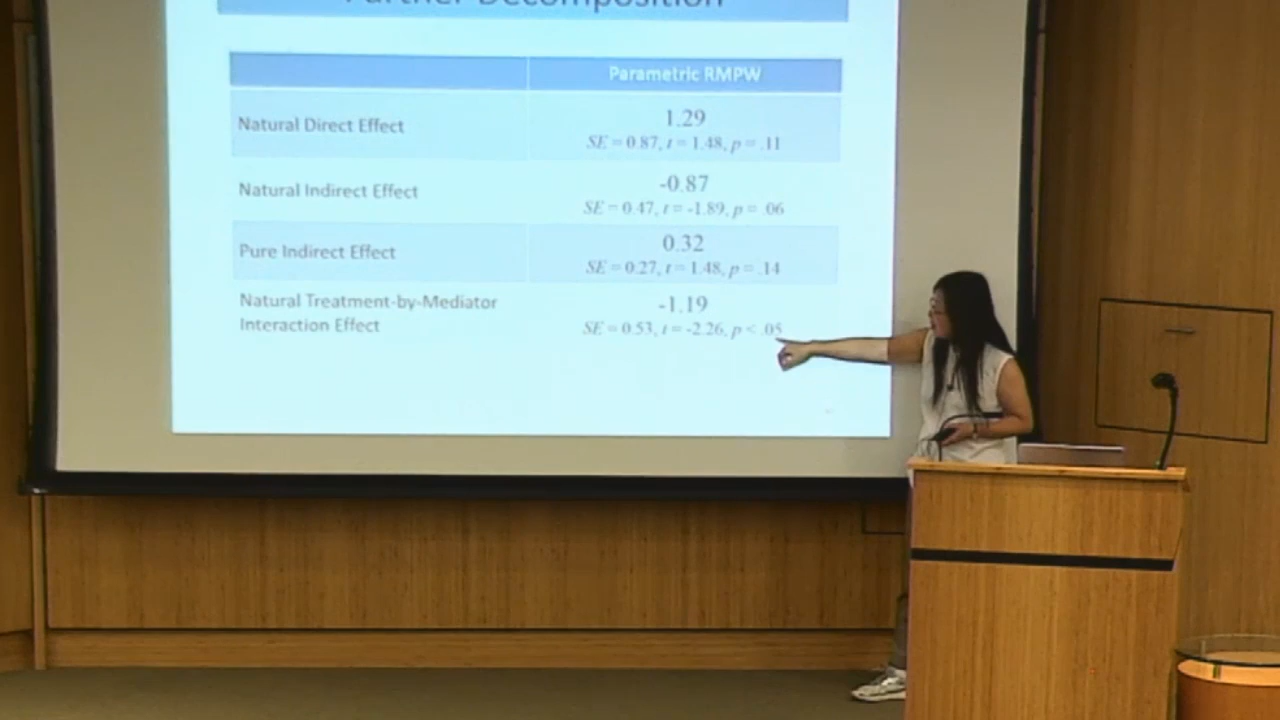 Further Decomposition
Parametric RMPW
Natural Direct Effect
1.29
SE = 0.87, t = 1.48, p = .11
Natural Indirect Effect
-0.87
SE = 0.47, t = -1.89, p = .06
Pure Indirect Effect
0.32
SE = 0.27, t = 1.48, p = .14
Natural Treatment-by-Mediator
Interaction Effect
-1.19
SE = 0.53, t = -2.26, p < .05